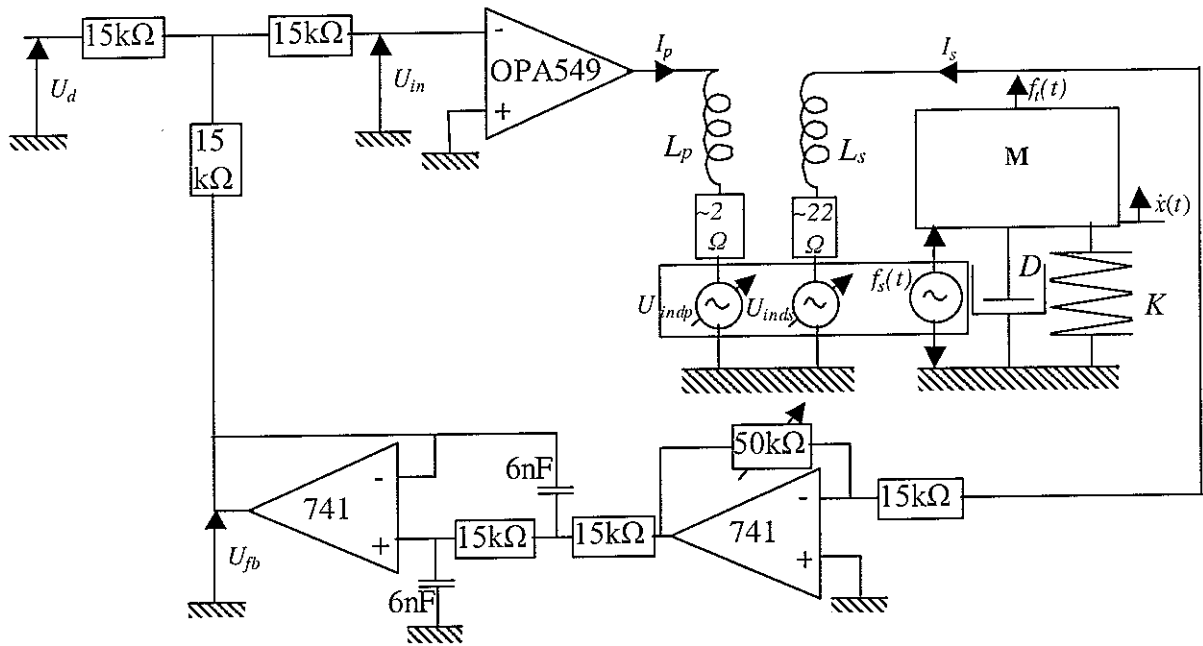 15kΩ
15kΩ
U_d
U_in
-
OPA549
+
I_p
I_s
f_t(t)
M
15
kΩ
L_p
L_s
ẋ(t)
~2
Ω
~22
Ω
U_indp
U_inds
f_s(t)
D
K
50kΩ
6nF
-
741
+
15kΩ
15kΩ
-
741
+
15kΩ
U_fb
6nF